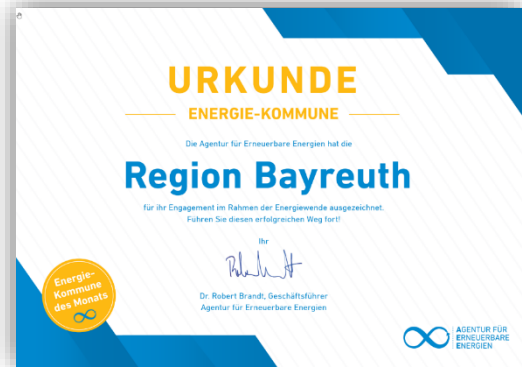 URKUNDE
ENERGIE-KOMMUNE
Die Agentur für Erneuerbare Energien hat die
Region Bayreuth
für ihr Engagement im Rahmen der Energiewende ausgezeichnet.
Führen Sie diesen erfolgreichen Weg fort!
Ihr
Dr. Robert Brandt, Geschäftsführer
Agentur für Erneuerbare Energien
Energie-
Kommune
des Monats
AGENTUR FÜR
ERNEUERBARE
ENERGIEN